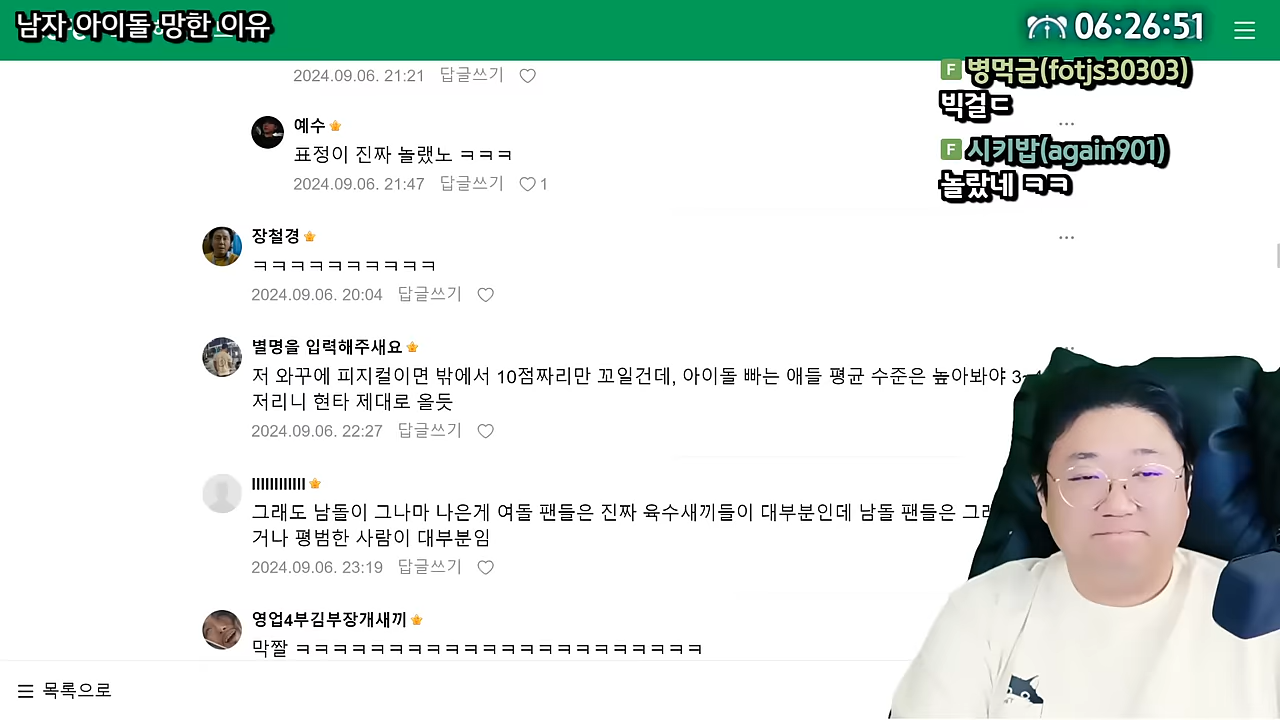 남자 아이돌 망한 이유
06:26:51
2024.09.06. 21:21 답글쓰기
예수
표정이 진짜 놀랬노 ㅋㅋㅋ
2024.09.06. 21:47 답글쓰기 1
장철경
ㅋㅋㅋㅋㅋㅋㅋㅋㅋㅋ
2024.09.06. 20:04 답글쓰기
별명을 입력해주새요
저 와꾸에 피지컬이면 밖에서 10점짜리만 꼬일건데, 아이돌 빠는 애들 평균 수준은 높아봐야
저리니 현타 제대로 올듯
2024.09.06. 22:27 답글쓰기
llllllllllll
그래도 남돌이 그나마 나은게 여돌 팬들은 진짜 육수새끼들이 대부분인데 남돌 팬들은
거나 평범한 사람이 대부분임
2024.09.06. 23:19 답글쓰기
영업4부김부장개새끼
막짤 ㅋㅋㅋㅋㅋㅋㅋㅋㅋㅋㅋㅋㅋㅋㅋㅋㅋㅋㅋㅋㅋㅋ
목록으로
F 병먹금(fotjs30303)
빅걸ㄷ
F 시키밥(again901)
놀랐네 ㅋㅋ